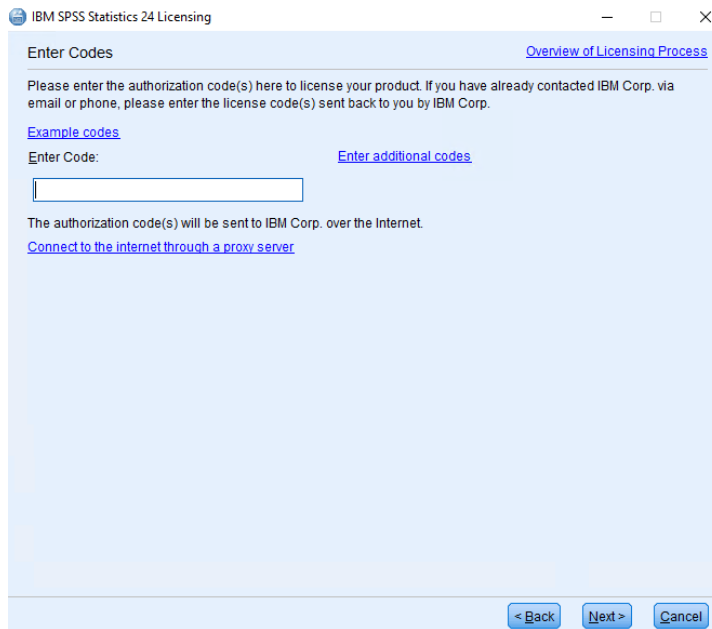 IBM SPSS Statistics 24 Licensing
Enter Codes
Overview of Licensing Process
Please enter the authorization code(s) here to license your product. If you have already contacted IBM Corp. via
email or phone, please enter the license code(s) sent back to you by IBM Corp.
Example codes
Enter Code:
Enter additional codes
The authorization code(s) will be sent to IBM Corp. over the Internet.
Connect to the internet through a proxy server
< Back
Next >
Cancel